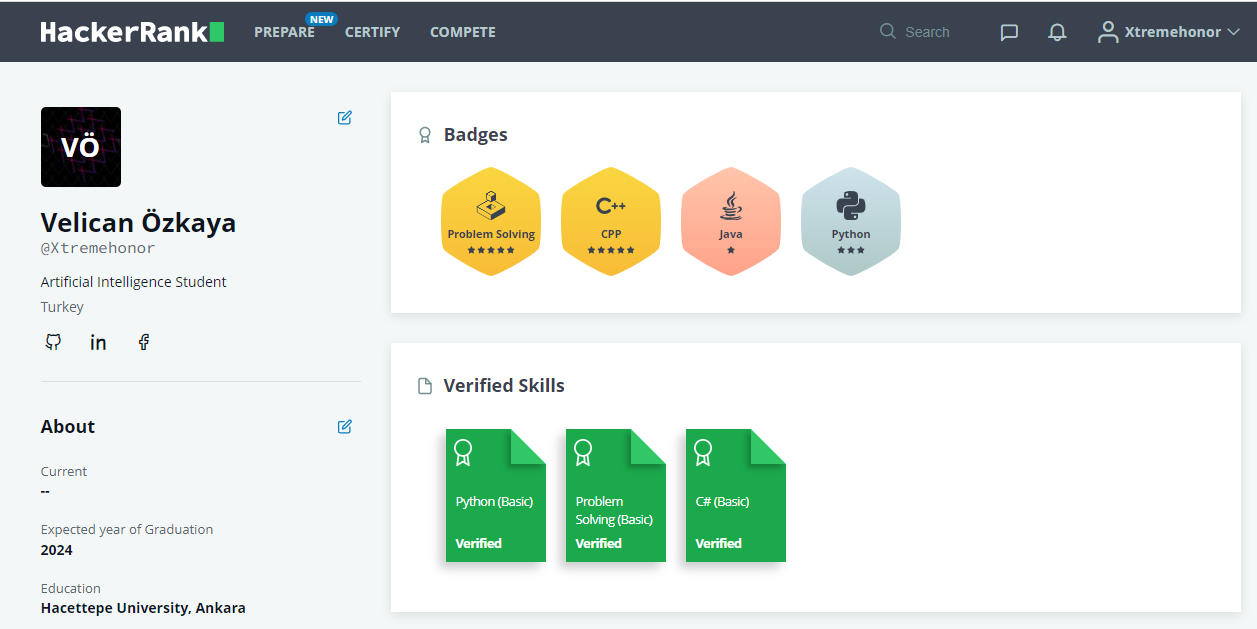 HackerRank PREPARE NEW CERTIFY COMPETE Search Xtremehonor
VÖ
Velican Özkaya
@Xtremehonor
Artificial Intelligence Student
Turkey
in
About
Current
--
Expected year of Graduation
2024
Education
Hacettepe University, Ankara
Badges
Problem Solving
C++
CPP
Java
Python
Verified Skills
Python (Basic)
Verified
Problem
Solving (Basic)
Verified
C# (Basic)
Verified